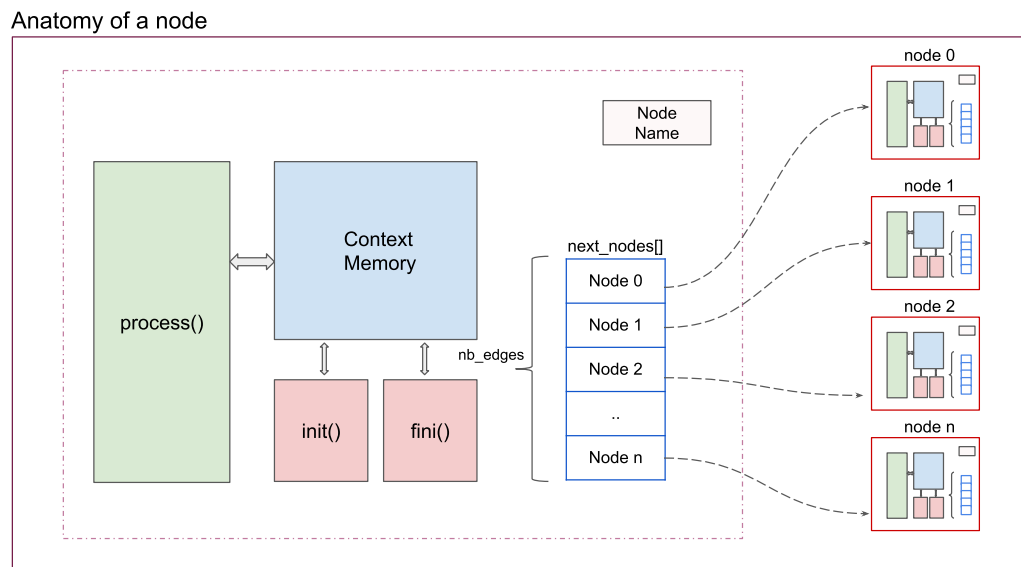 Anatomy of a node
node 0
Node
Name
node 1
Context
Memory
next_nodes[]
Node 0
process()
Node 1
node 2
nb_edges
Node 2
..
init()
fini()
node n
Node n